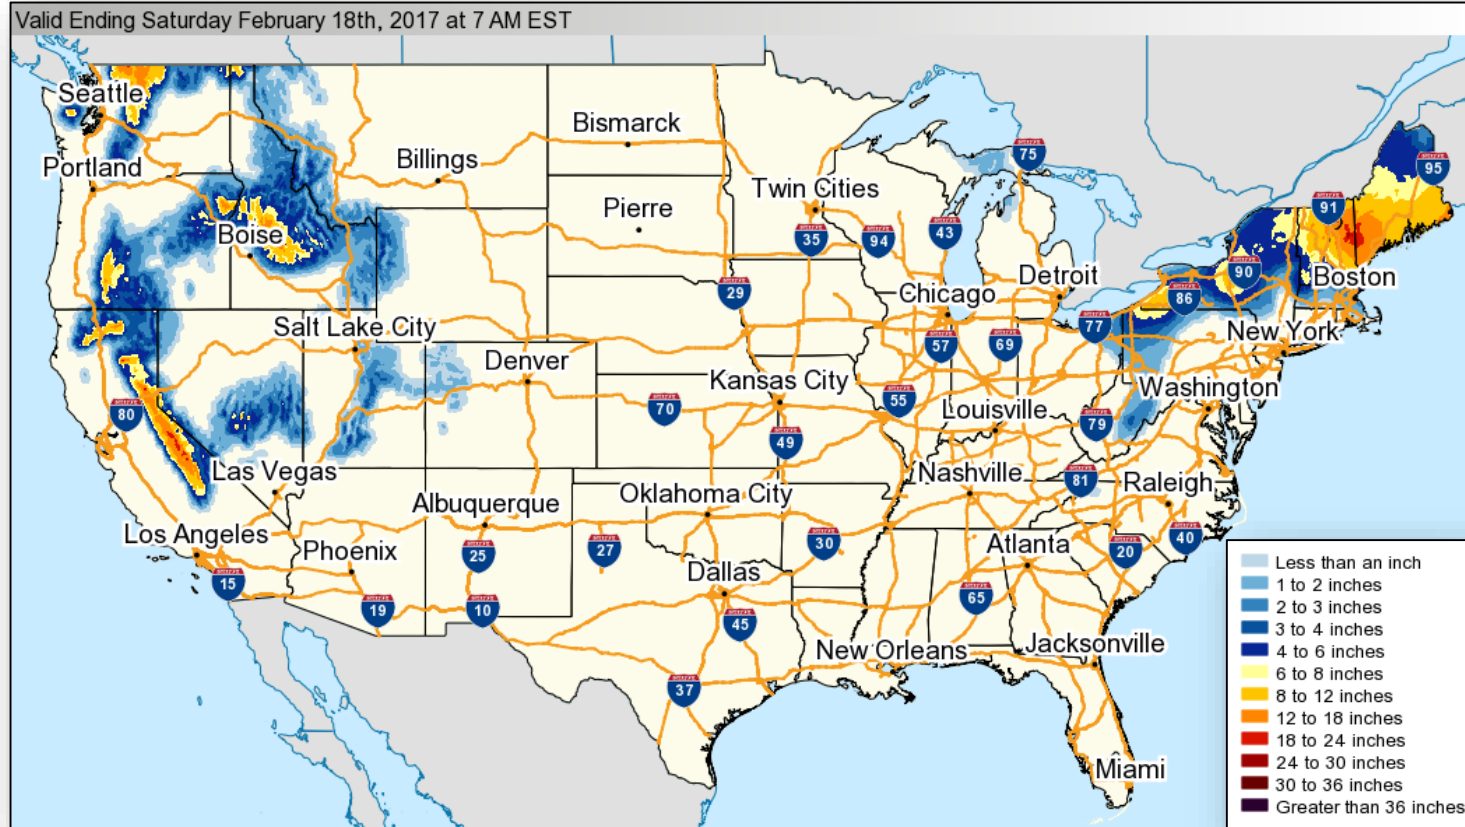 Valid Ending Saturday February 18th, 2017 at 7 AM EST
Seattle
Bismarck
75
95
Portland
Billings
Twin Cities
91
Pierre
Boise
35
94
43
90
Detroit
Boston
29
Chicago
86
Salt Lake City
77
New York
57
69
Denver
Kansas City
Washington
80
70
55
Louisville
79
49
Las Vegas
Nashville
81
Raleigh
Albuquerque
Oklahoma City
Los Angeles
Phoenix
25
27
30
Atlanta
20
40
15
Dallas
19
10
45
65
New Orleans
Jacksonville
37
Miami
Less than an inch
1 to 2 inches
2 to 3 inches
3 to 4 inches
4 to 6 inches
6 to 8 inches
8 to 12 inches
12 to 18 inches
18 to 24 inches
24 to 30 inches
30 to 36 inches
Greater than 36 inches